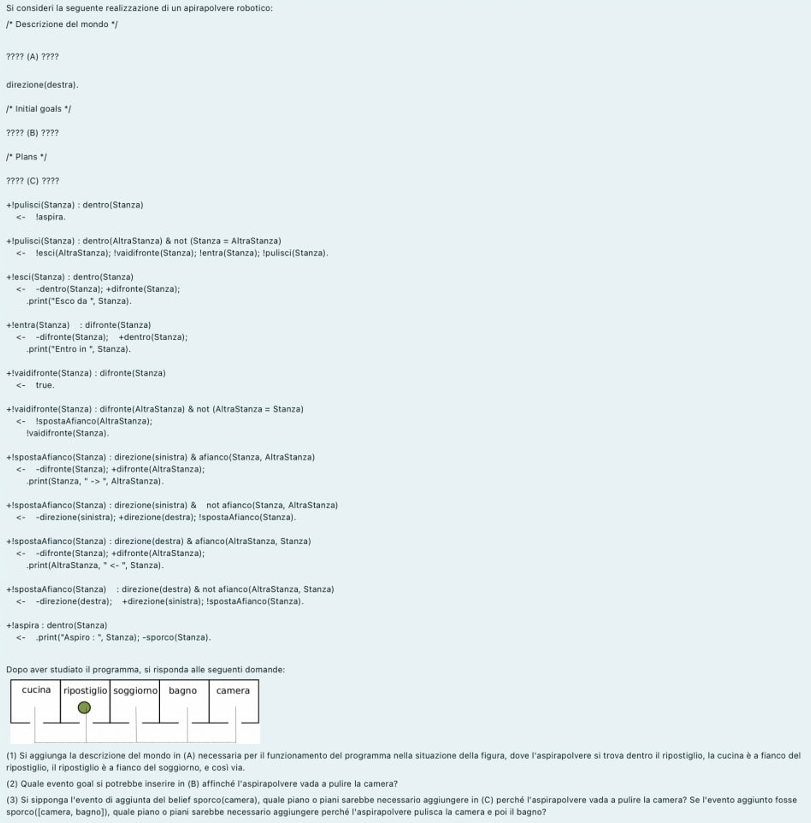 Si consideri la seguente realizzazione di un apirapolvere robotico:
/* Descrizione del mondo */
???? (A) ????
direzione(destra).
/* Initial goals */
???? (B) ????
/* Plans */
???? (C) ????
+!pulisci(Stanza) : dentro(Stanza)
<- !aspira.
+!pulisci(Stanza) : dentro(AltraStanza) & not (Stanza = AltraStanza)
<- !esci(AltraStanza); !vaidifronte(Stanza); !entra(Stanza); !pulisci(Stanza).
+!esci(Stanza) : dentro(Stanza)
<- -dentro(Stanza); +difronte(Stanza);
.print("Esco da ", Stanza).
+!entra(Stanza) : difronte(Stanza)
<- -difronte(Stanza); +dentro(Stanza);
.print("Entro in ", Stanza).
+!vaidifronte(Stanza) : difronte(Stanza)
<- true.
+!vaidifronte(Stanza) : difronte(AltraStanza) & not (AltraStanza = Stanza)
<- !spostaAfianco(AltraStanza);
!vaidifronte(Stanza).
+!spostaAfianco(Stanza) : direzione(sinistra) & afianco(Stanza, AltraStanza)
<- -difronte(Stanza); +difronte(AltraStanza);
.print(Stanza, " -> ", AltraStanza).
+!spostaAfianco(Stanza) : direzione(sinistra) & not afianco(Stanza, AltraStanza)
<- -direzione(sinistra); +direzione(destra); !spostaAfianco(Stanza).
+!spostaAfianco(Stanza) : direzione(destra) & afianco(AltraStanza, Stanza)
<- -difronte(Stanza); +difronte(AltraStanza);
.print(AltraStanza, " <- ", Stanza).
+!spostaAfianco(Stanza) : direzione(destra) & not afianco(AltraStanza, Stanza)
<- -direzione(destra); +direzione(sinistra); !spostaAfianco(Stanza).
+!aspira : dentro(Stanza)
<- .print("Aspiro : ", Stanza); -sporco(Stanza).
Dopo aver studiato il programma, si risponda alle seguenti domande:
cucina ripostiglio soggiorno bagno camera
(1) Si aggiunga la descrizione del mondo in (A) necessaria per il funzionamento del programma nella situazione della figura, dove l'aspirapolvere si trova dentro il ripostiglio, la cucina è a fianco del
ripostiglio, il ripostiglio è a fianco del soggiorno, e così via.
(2) Quale evento goal si potrebbe inserire in (B) affinché l'aspirapolvere vada a pulire la camera?
(3) Si sipponga l'evento di aggiunta del belief sporco(camera), quale piano o piani sarebbe necessario aggiungere in (C) perché l'aspirapolvere vada a pulire la camera? Se l'evento aggiunto fosse
sporco([camera, bagno]), quale piano o piani sarebbe necessario aggiungere perché l'aspirapolvere pulisca la camera e poi il bagno?